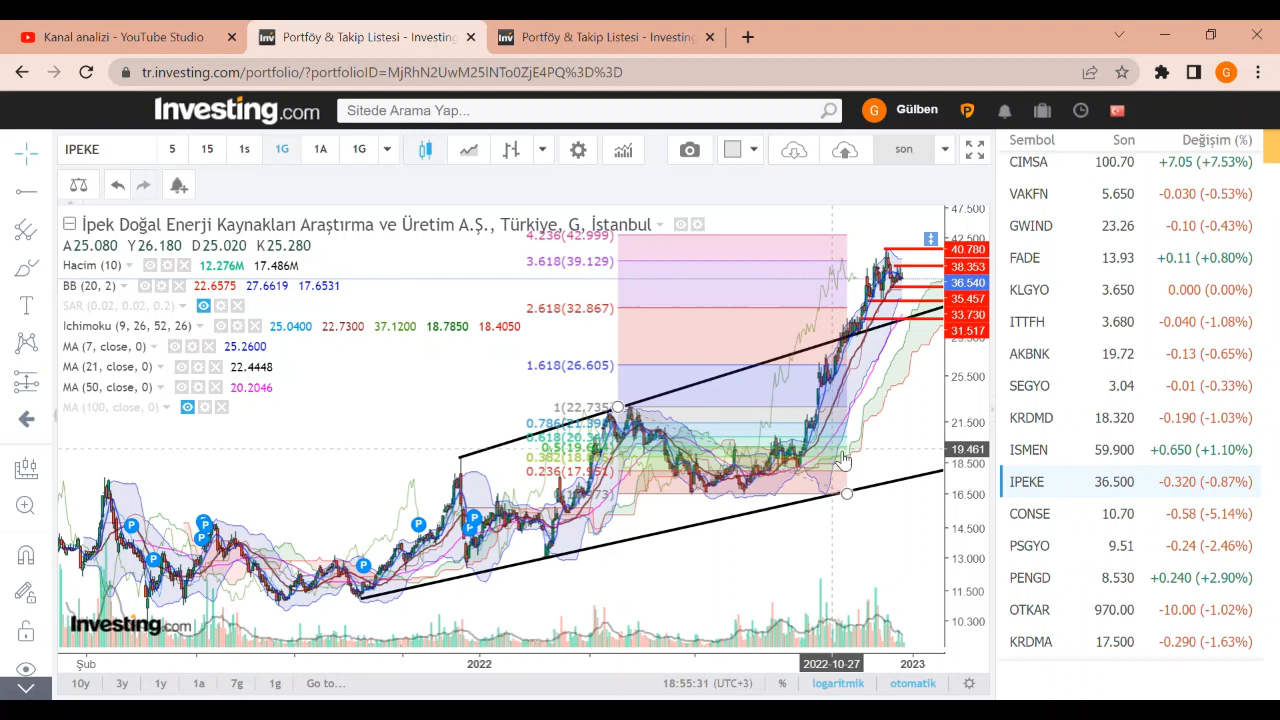 Kanal analizi - YouTube Studio
Portföy & Takip Listesi - Investing
Portföy & Takip Listesi - Investing
tr.investing.com/portfolio/?portfolioID=MjRhN2UwM25INTo0ZjE4PQ%3D%3D
G
Investing.com
Sitede Arama Yap...
G Gülben
IPEKE 5 15 1s 1G 1A 1G son
İpek Doğal Enerji Kaynakları Araştırma ve Üretim A.Ş., Türkiye, G, İstanbul
A25.080 Y26.180 D25.020 K25.280
Hacim (10) 12.276M 17.486M
BB (20, 2) 22.6575 27.6619 17.6531
SAR (0.02, 0.02, 0.2)
Ichimoku (9, 26, 52, 26) 25.0400 22.7300 37.1200 18.7850 18.4050
MA (7, close, 0) 25.2600
MA (21, close, 0) 22.4448
MA (50, close, 0) 20.2046
MA (100, close, 0)
4.236(42.999)
3.618(39.129)
2.618(32.867)
1.618(26.605)
1(22.735)
0.236(17.951)
47.500
42.500
40.780
38.353
36.540
35.457
33.730
31.517
25.500
21.500
19.461
18.500
16.500
14.500
13.000
11.500
10.300
P P P P P P P P
Investing.com
Şub 2022 2022-10-27 2023
10y 3y 1y 1a 7g 1g Go to... 18:55:31 (UTC+3) % logaritmik otomatik
Sembol Son Değişim (%)
CIMSA 100.70 +7.05 (+7.53%)
VAKFN 5.650 -0.030 (-0.53%)
GWIND 23.26 -0.10 (-0.43%)
FADE 13.93 +0.11 (+0.80%)
KLGYO 3.650 0.000 (0.00%)
ITTFH 3.680 -0.040 (-1.08%)
AKBNK 19.72 -0.13 (-0.65%)
SEGYO 3.04 -0.01 (-0.33%)
KRDMD 18.320 -0.190 (-1.03%)
ISMEN 59.900 +0.650 (+1.10%)
IPEKE 36.500 -0.320 (-0.87%)
CONSE 10.70 -0.58 (-5.14%)
PSGYO 9.51 -0.24 (-2.46%)
PENGD 8.530 +0.240 (+2.90%)
OTKAR 970.00 -10.00 (-1.02%)
KRDMA 17.500 -0.290 (-1.63%)